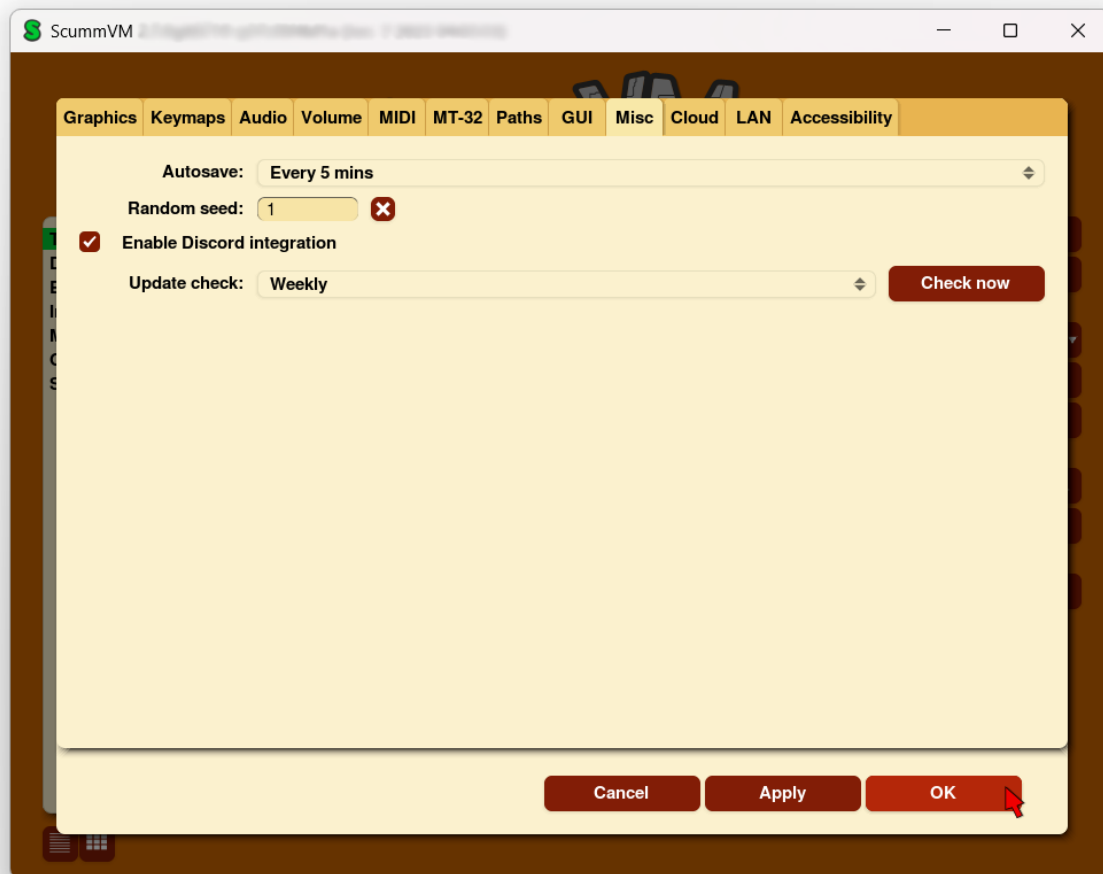 ScummVM
Graphics Keymaps Audio Volume MIDI MT-32 Paths GUI Misc Cloud LAN Accessibility
Autosave: Every 5 mins
Random seed: 1
Enable Discord integration
Update check: Weekly Check now
Cancel Apply OK